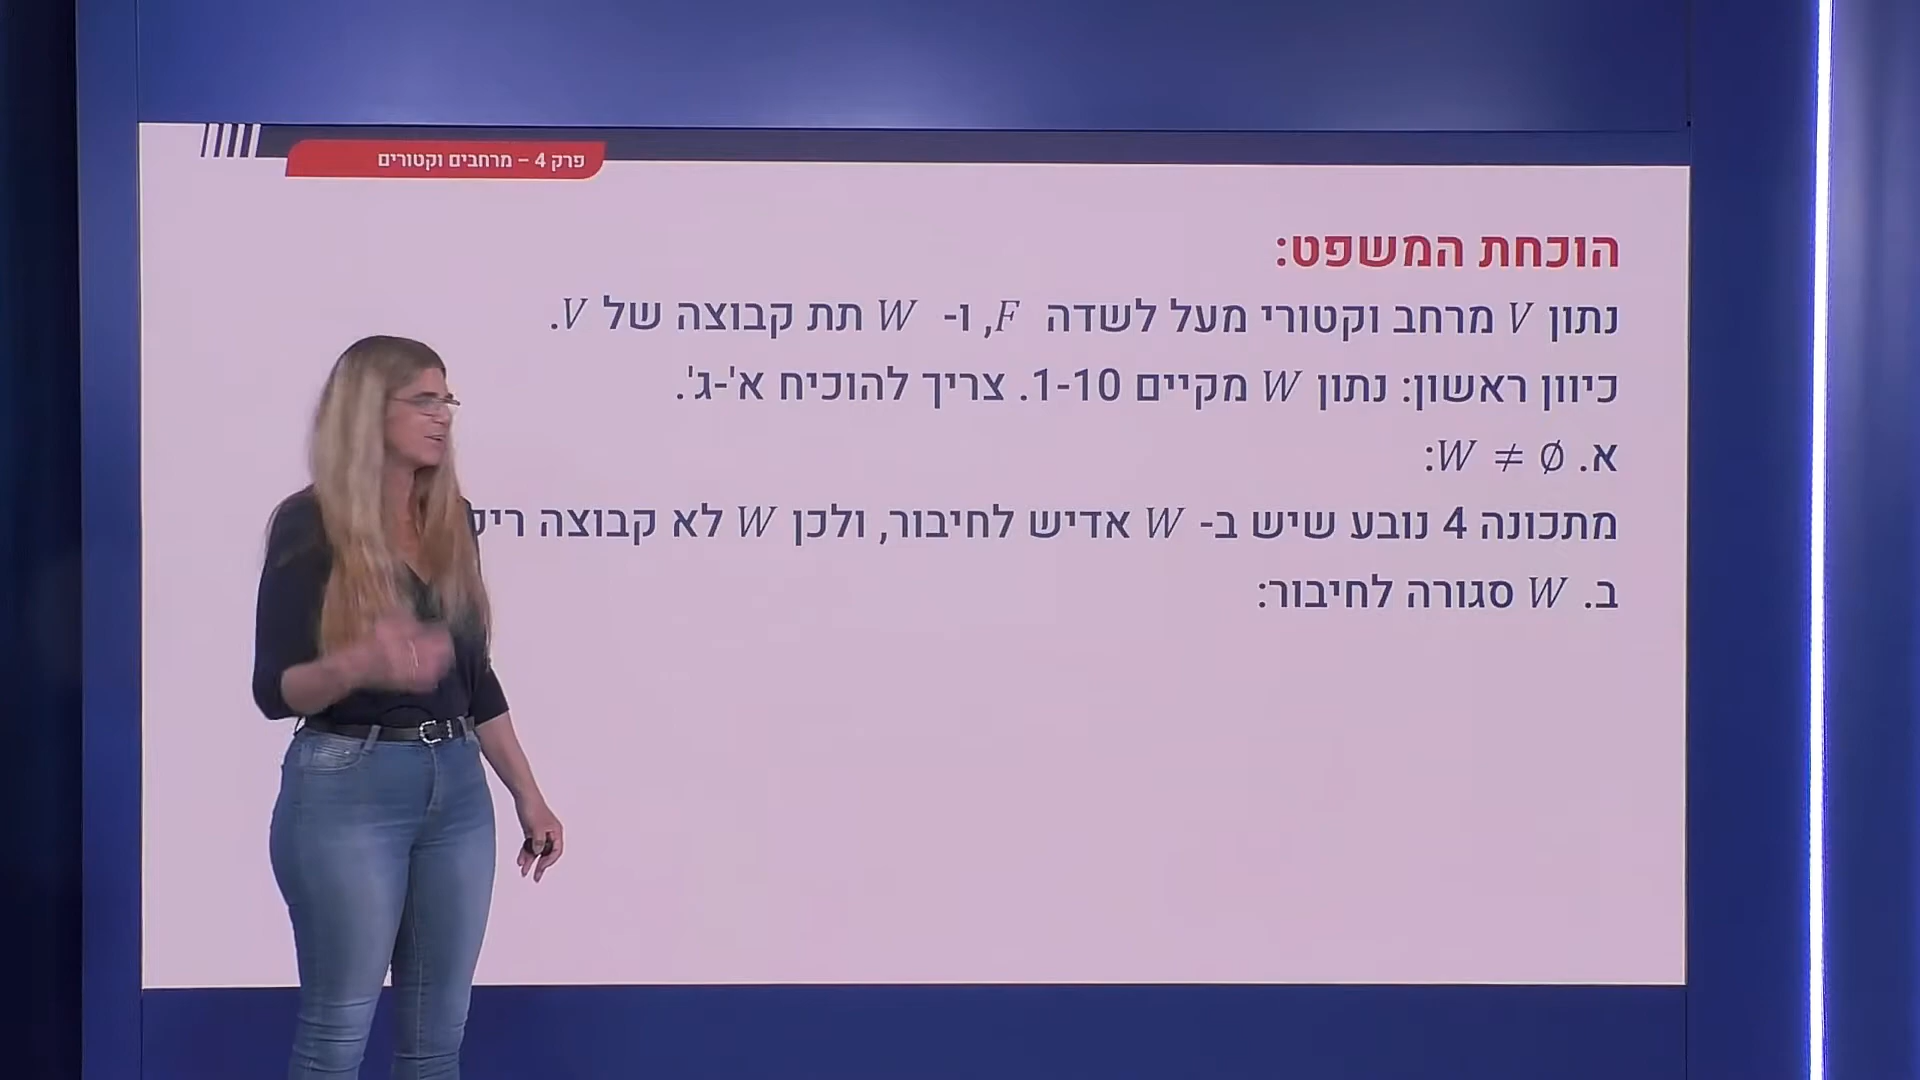 פרק 4 – מרחבים וקטורים
הוכחת המשפט:
נתון V מרחב וקטורי מעל לשדה F, ו- W תת קבוצה של V.
כיוון ראשון: נתון W מקיים 1-10. צריך להוכיח א'-ג'.
א. W ≠ ∅:
מתכונה 4 נובע שיש ב- W אדיש לחיבור, ולכן W לא קבוצה
ב. W סגורה לחיבור: